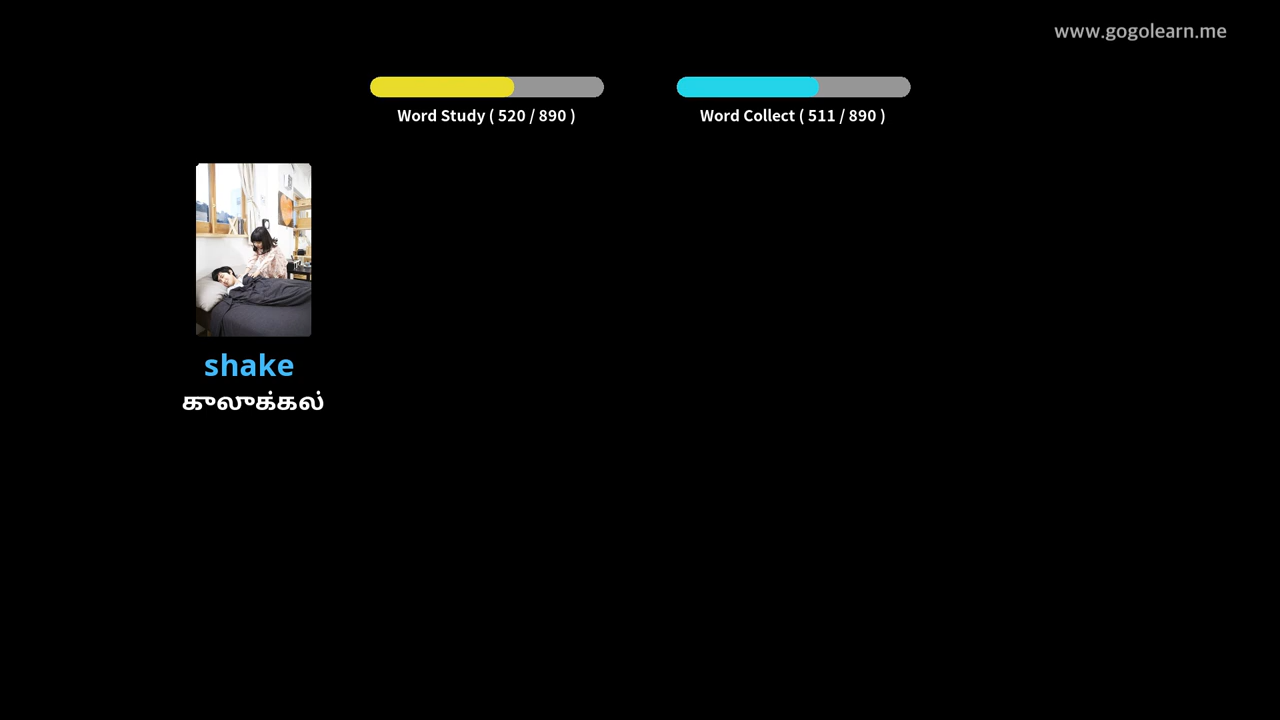 www.gogolearn.me
Word Study ( 520 / 890 )
Word Collect ( 511 / 890 )
shake
குலுக்கல்